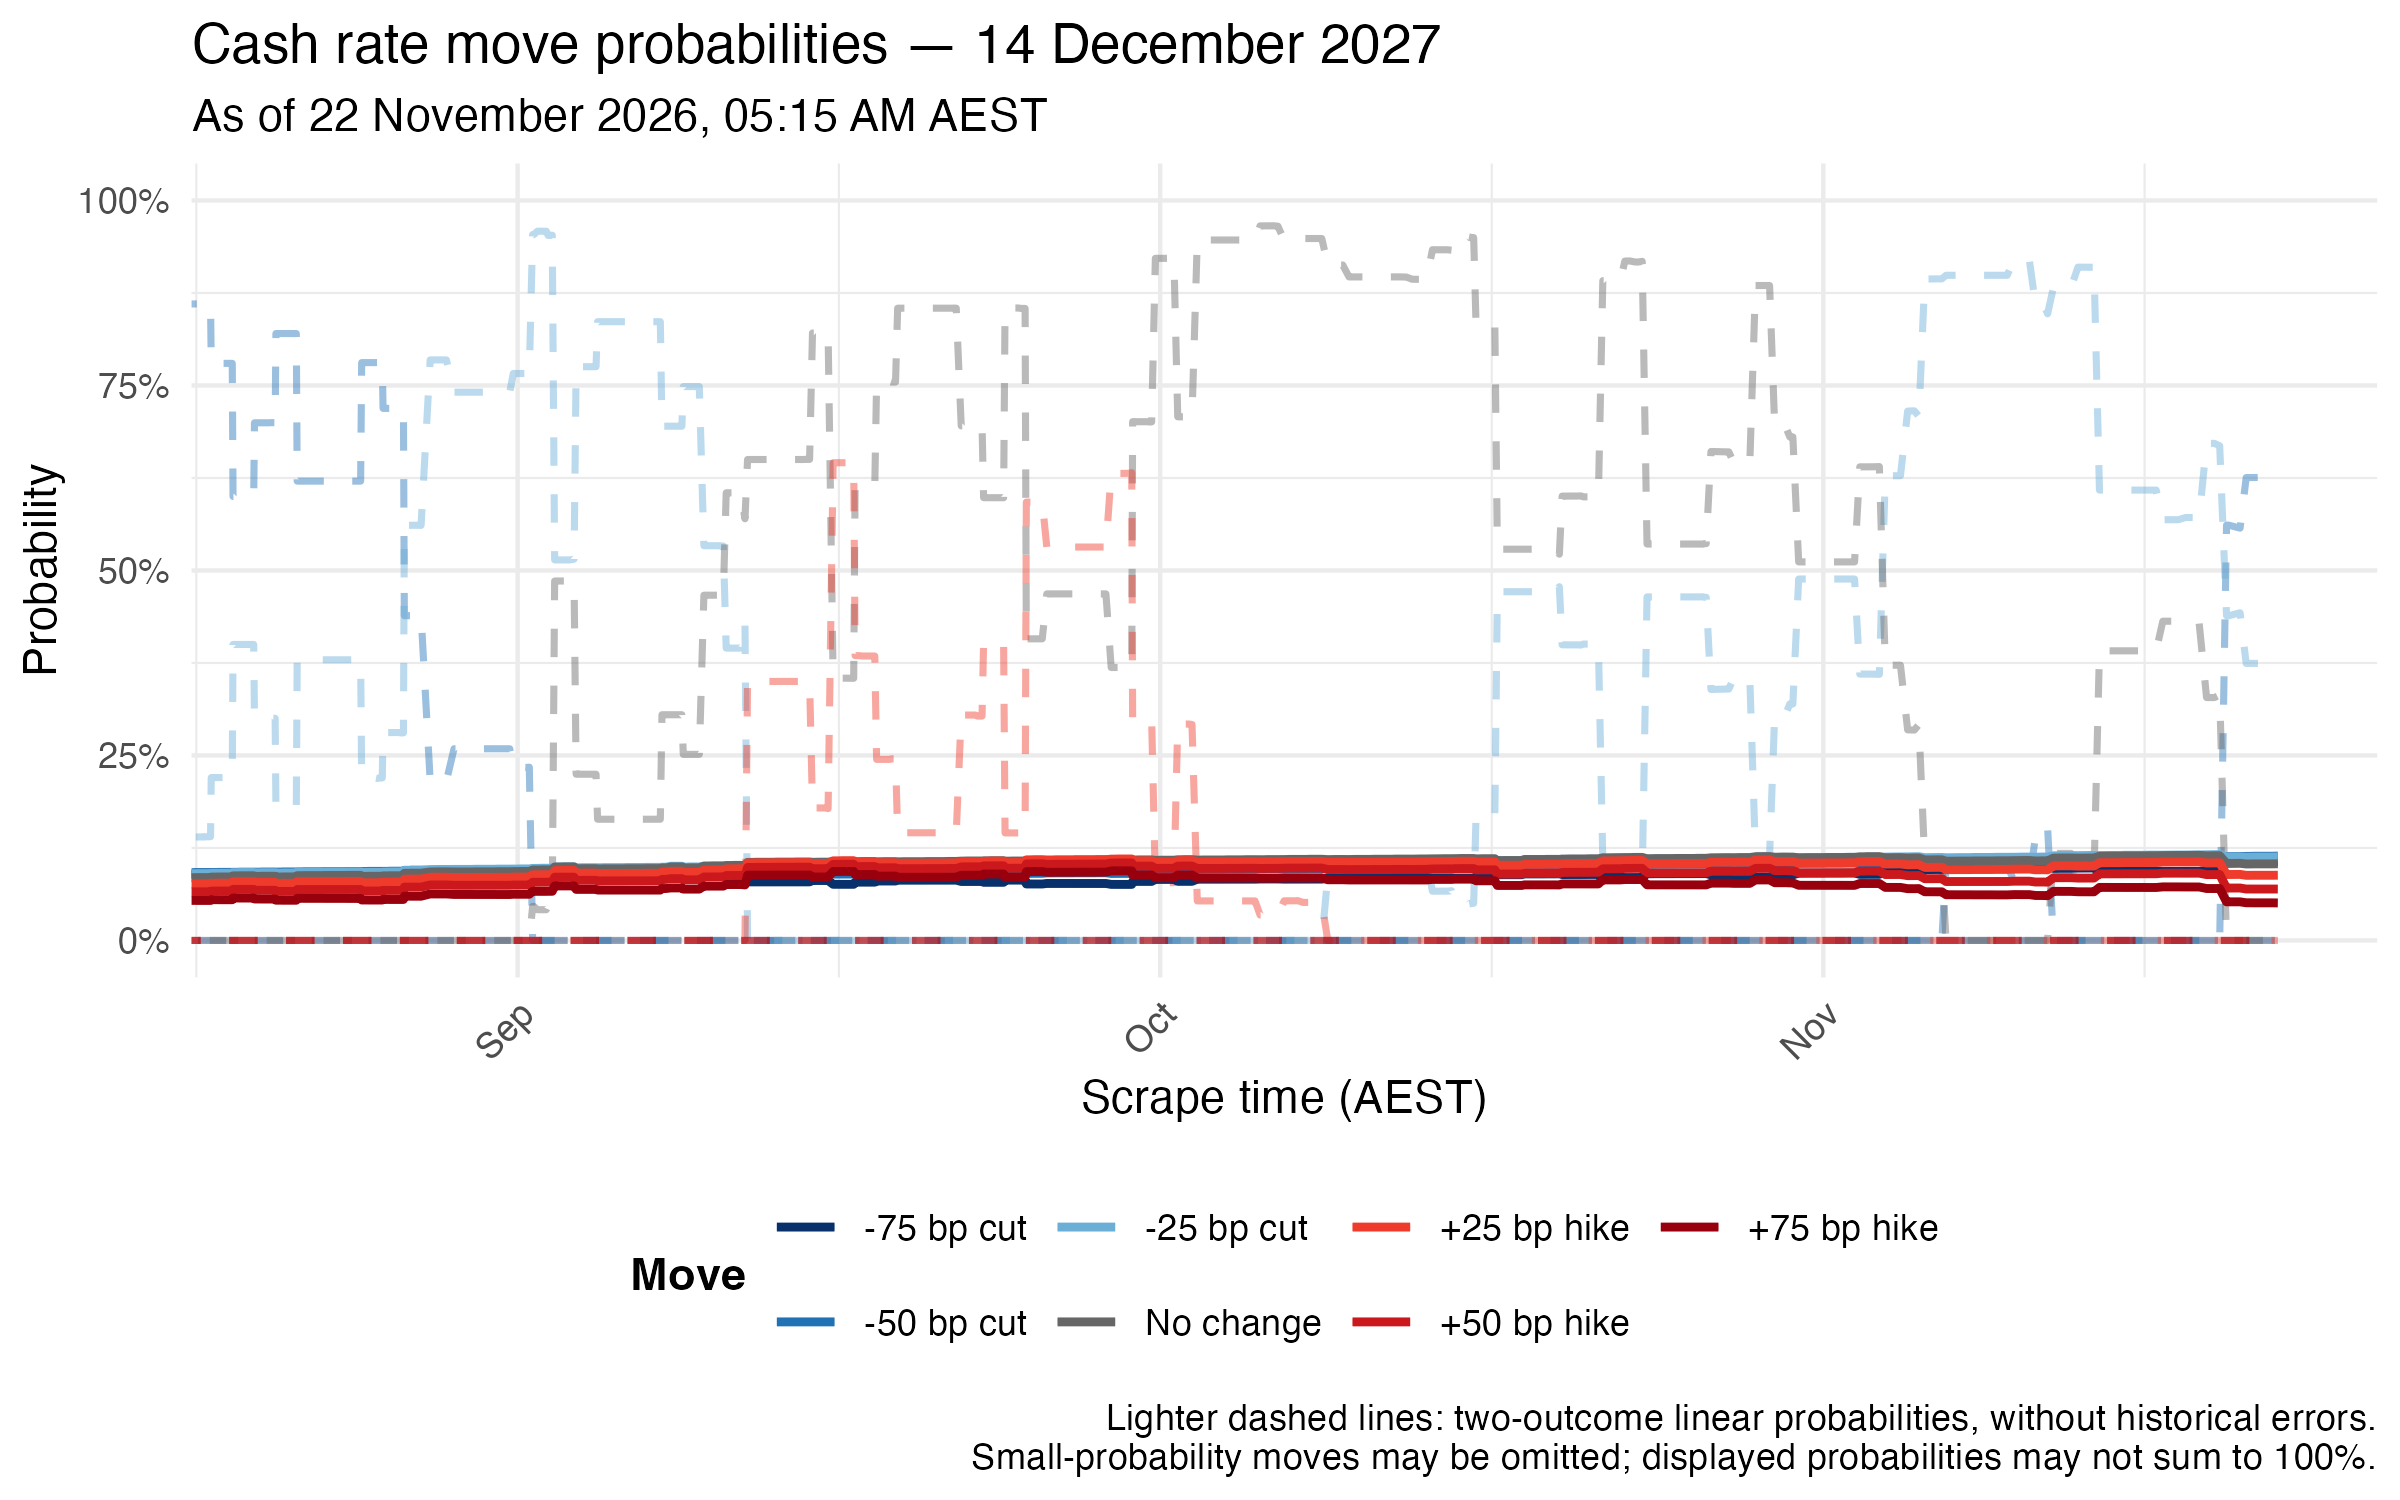 Cash rate move probabilities — 14 December 2027
As of 22 November 2026, 05:15 AM AEST
Probability
100%
75%
50%
25%
0%
Sep
Oct
Nov
Scrape time (AEST)
Move
-75 bp cut
-25 bp cut
+25 bp hike
+75 bp hike
-50 bp cut
No change
+50 bp hike
Lighter dashed lines: two-outcome linear probabilities, without historical errors.
Small-probability moves may be omitted; displayed probabilities may not sum to 100%.